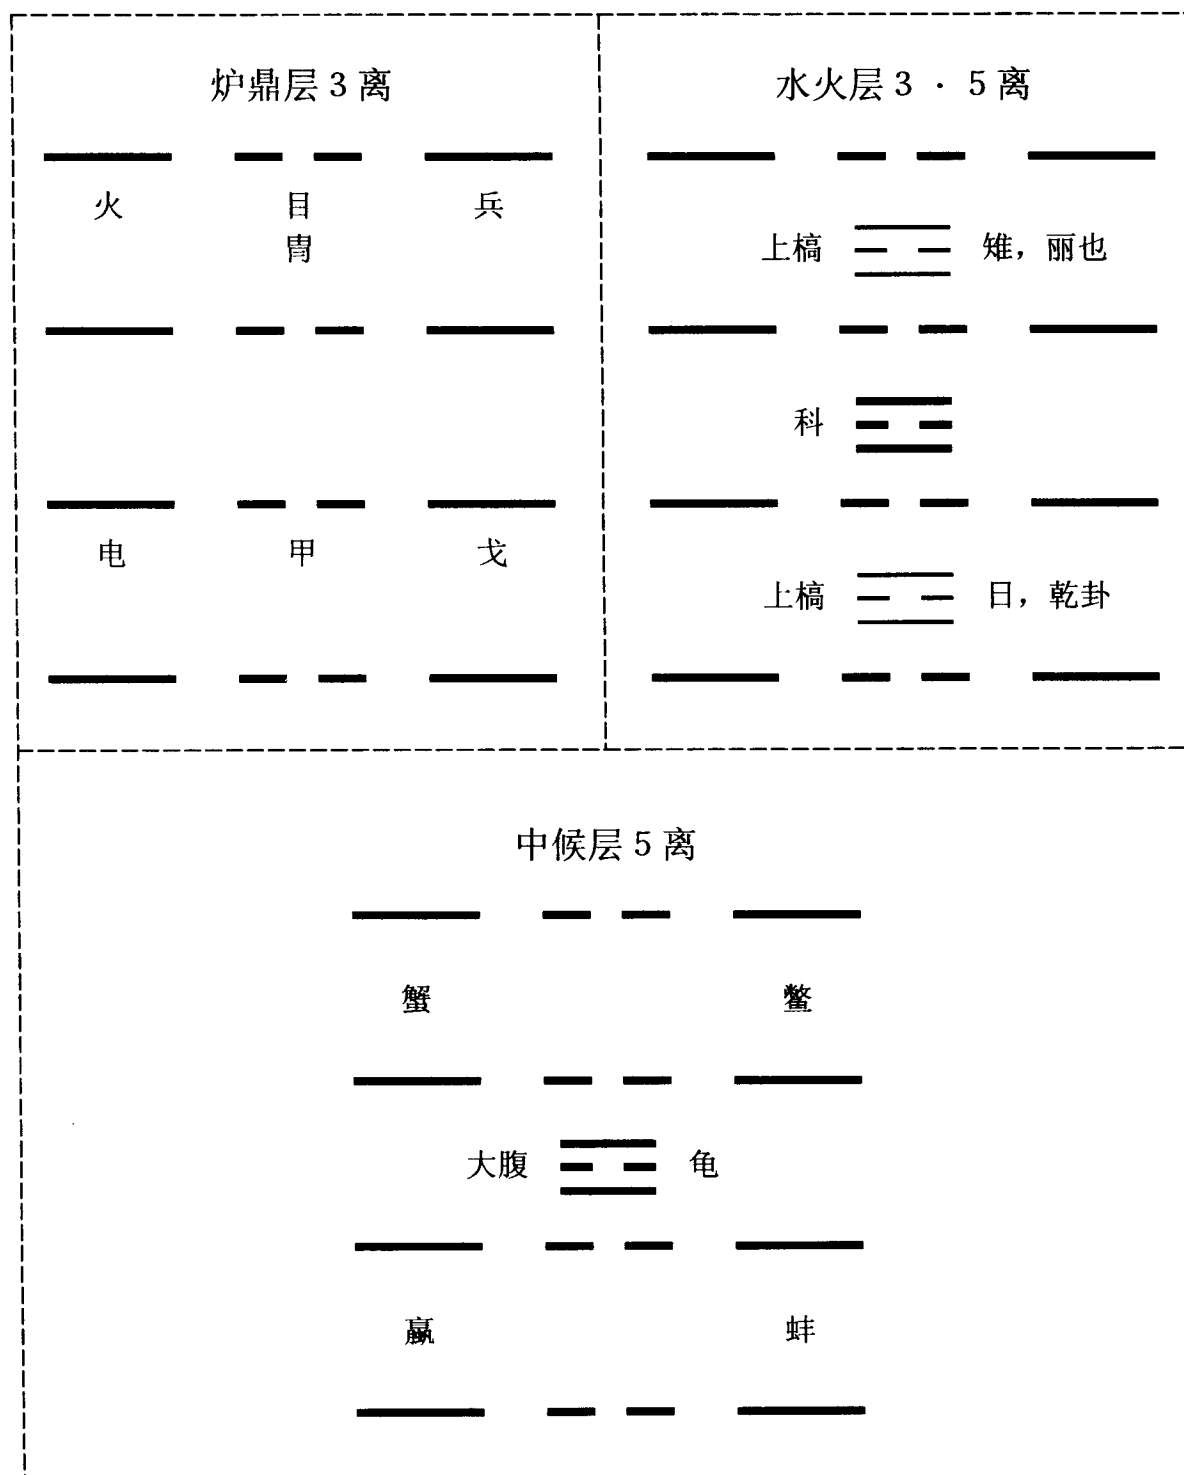 炉鼎层3离
火 目 兵
胄
电 甲 戈
水火层3·5离
上槁 雉，丽也
科
上槁 日，乾卦
中候层5离
蟹 鳖
大腹 龟
蠃 蚌